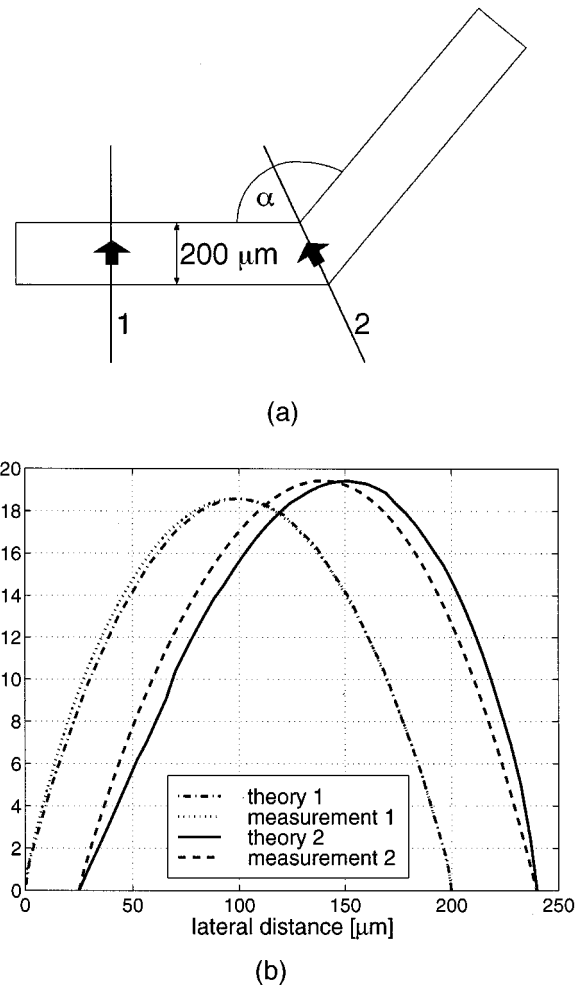 α
200 μm
1
2
(a)
20
18
16
14
12
10
8
6
4
2
0
theory 1
measurement 1
theory 2
measurement 2
0 50 100 150 200 250
lateral distance [μm]
(b)